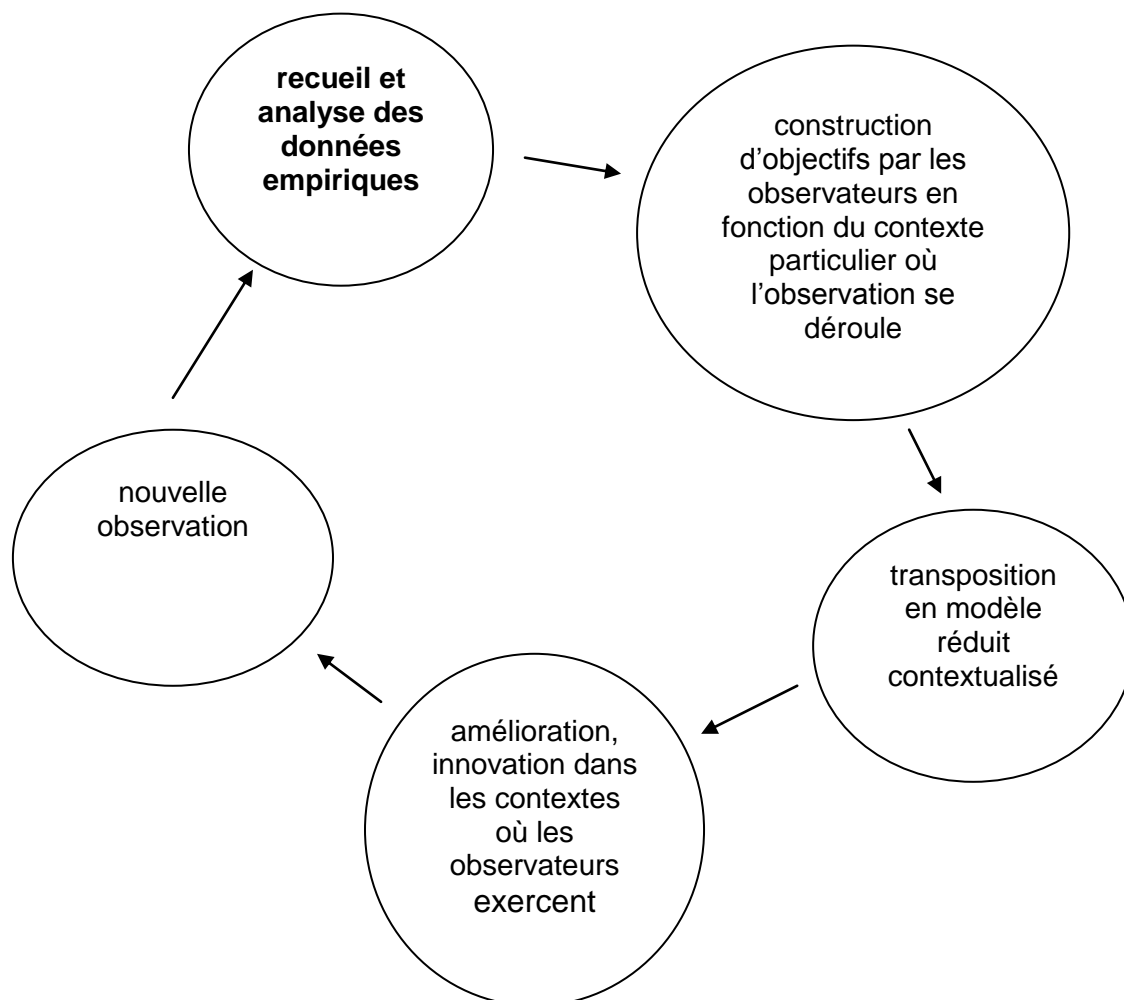 recueil et
analyse des
données
empiriques
construction
d’objectifs par les
observateurs en
fonction du contexte
particulier où
l’observation se
déroule
transposition
en modèle
réduit
contextualisé
amélioration,
innovation dans
les contextes
où les
observateurs
exercent
nouvelle
observation